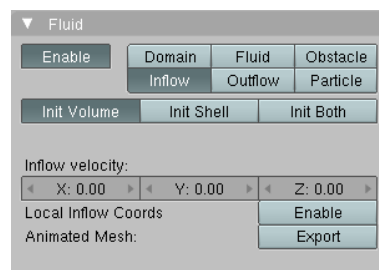 Fluid
Enable Domain Fluid Obstacle
Inflow Outflow Particle
Init Volume Init Shell Init Both
Inflow velocity:
X: 0.00 Y: 0.00 Z: 0.00
Local Inflow Coords Enable
Animated Mesh: Export